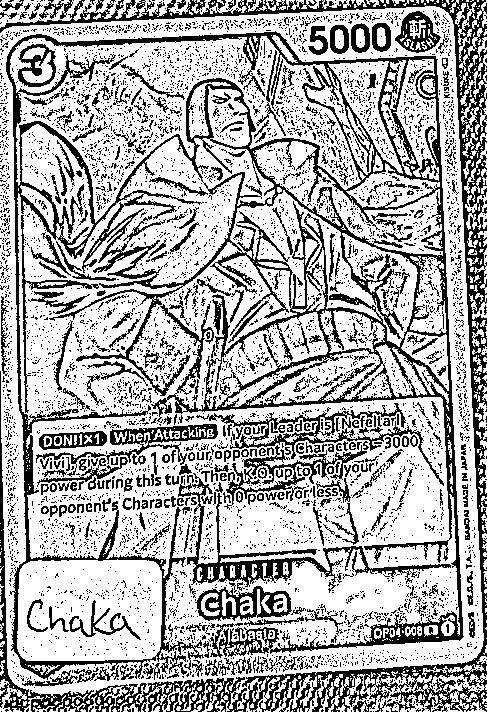 3 5000
DON!!×1 When Attacking If your Leader is [Nefeltari
Vivi], give up to 1 of your opponent's Characters −3000
power during this turn. Then, K.O. up to 1 of your
opponent's Characters with 0 power or less.
CHARACTER
Chaka
Chaka
Alabasta
OP04-008 R 1
BANDAI MADE IN JAPAN